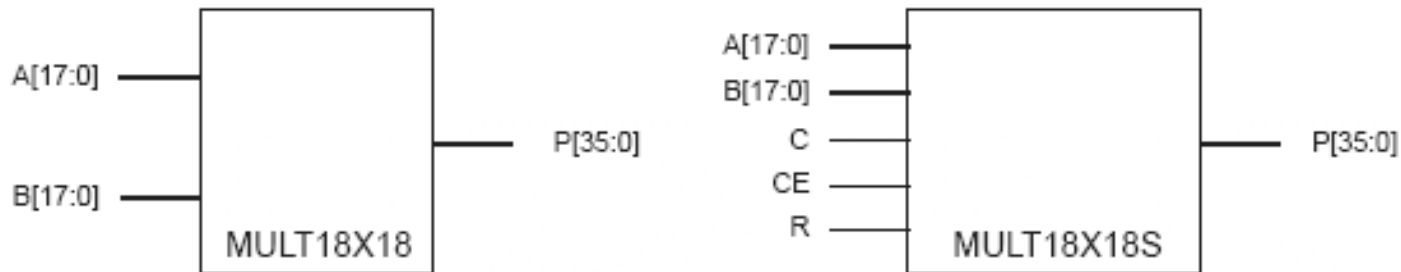 A[17:0]
B[17:0]
P[35:0]
MULT18X18
A[17:0]
B[17:0]
C
CE
R
P[35:0]
MULT18X18S